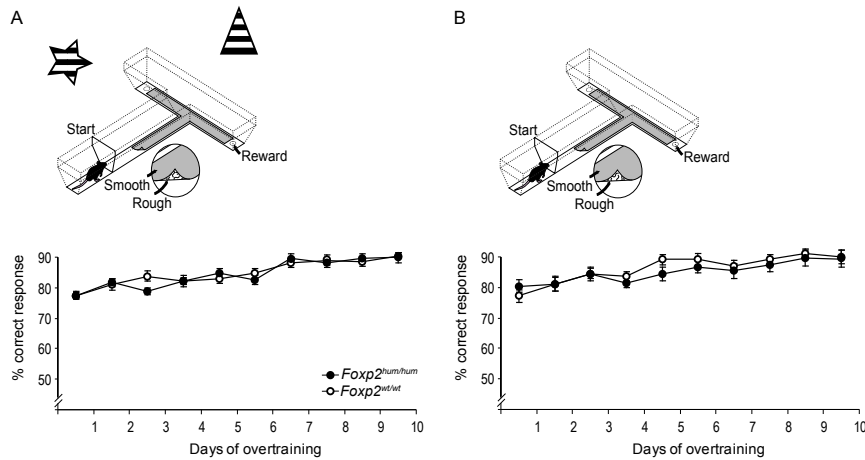 A
B
Start
Reward
Smooth
Rough
Start
Reward
Smooth
Rough
% correct response
90
80
70
60
50
Foxp2hum/hum
Foxp2wt/wt
1 2 3 4 5 6 7 8 9 10
Days of overtraining
% correct response
90
80
70
60
50
1 2 3 4 5 6 7 8 9 10
Days of overtraining